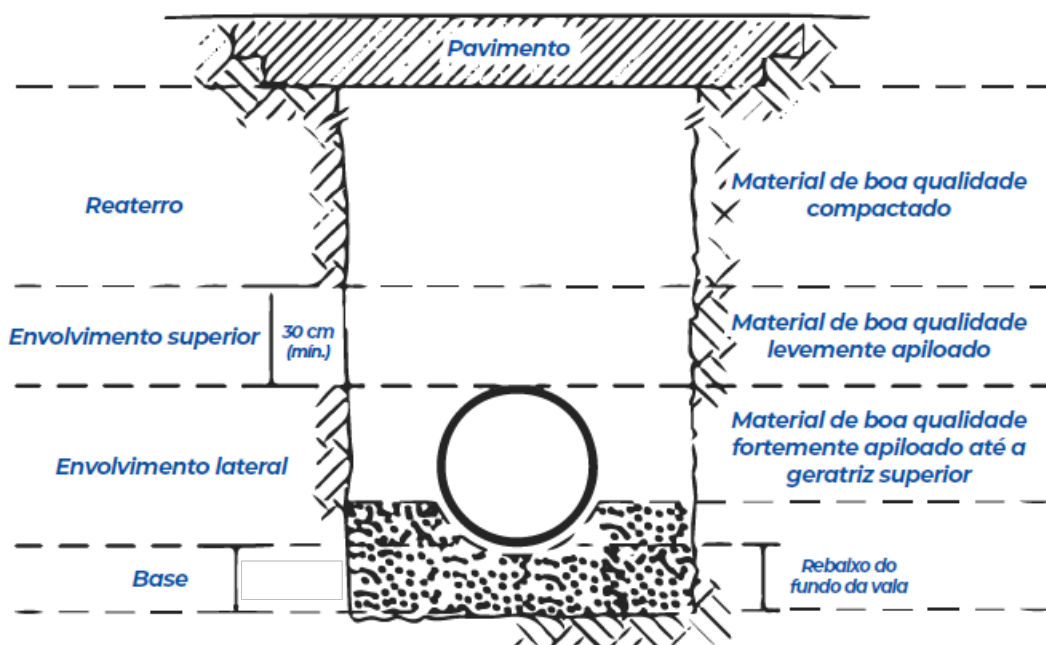 Pavimento
Reaterro
Material de boa qualidade
compactado
Envolvimento superior
30 cm
(mín.)
Material de boa qualidade
levemente apiloado
Envolvimento lateral
Material de boa qualidade
fortemente apiloado até a
geratriz superior
Base
Rebaixo do
fundo da vala